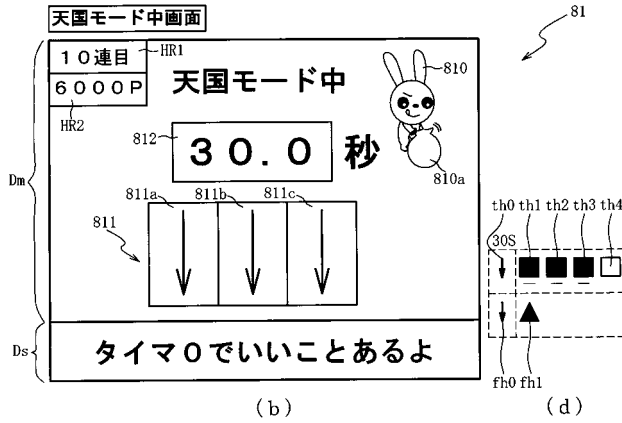 天国モード中画面
81
10連目
HR1
6000P
HR2
天国モード中
810
812
30.0 秒
810a
Dm
811a
811b
811c
811
th0
th1
th2
th3
th4
30S
Ds
タイマ0でいいことあるよ
fh0
fh1
(b)
(d)